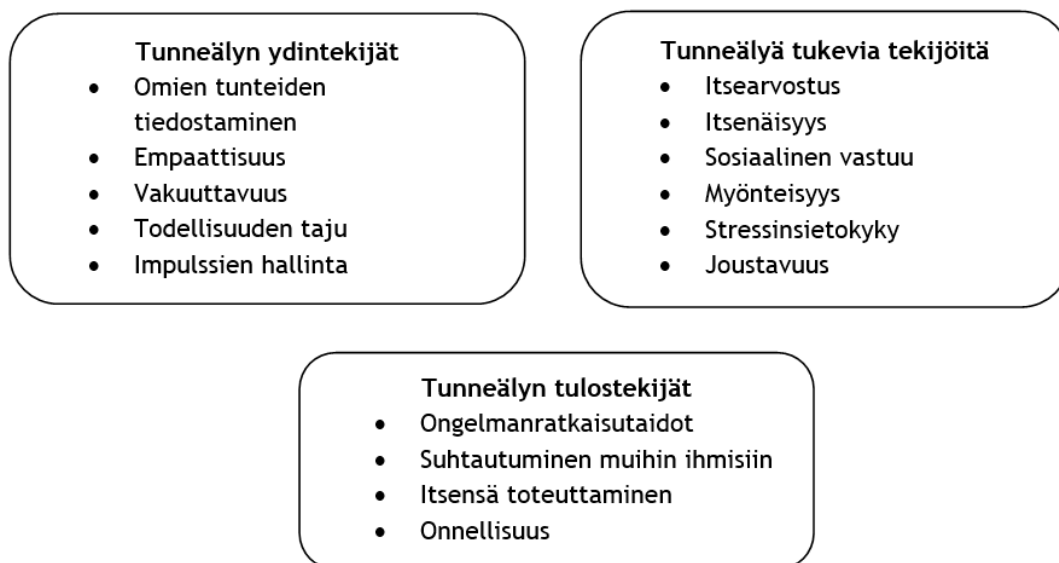 Tunneälyn ydintekijät
• Omien tunteiden
tiedostaminen
• Empaattisuus
• Vakuuttavuus
• Todellisuuden taju
• Impulssien hallinta
Tunneälyä tukevia tekijöitä
• Itsearvostus
• Itsenäisyys
• Sosiaalinen vastuu
• Myönteisyys
• Stressinsietokyky
• Joustavuus
Tunneälyn tulostekijät
• Ongelmanratkaisutaidot
• Suhtautuminen muihin ihmisiin
• Itsensä toteuttaminen
• Onnellisuus